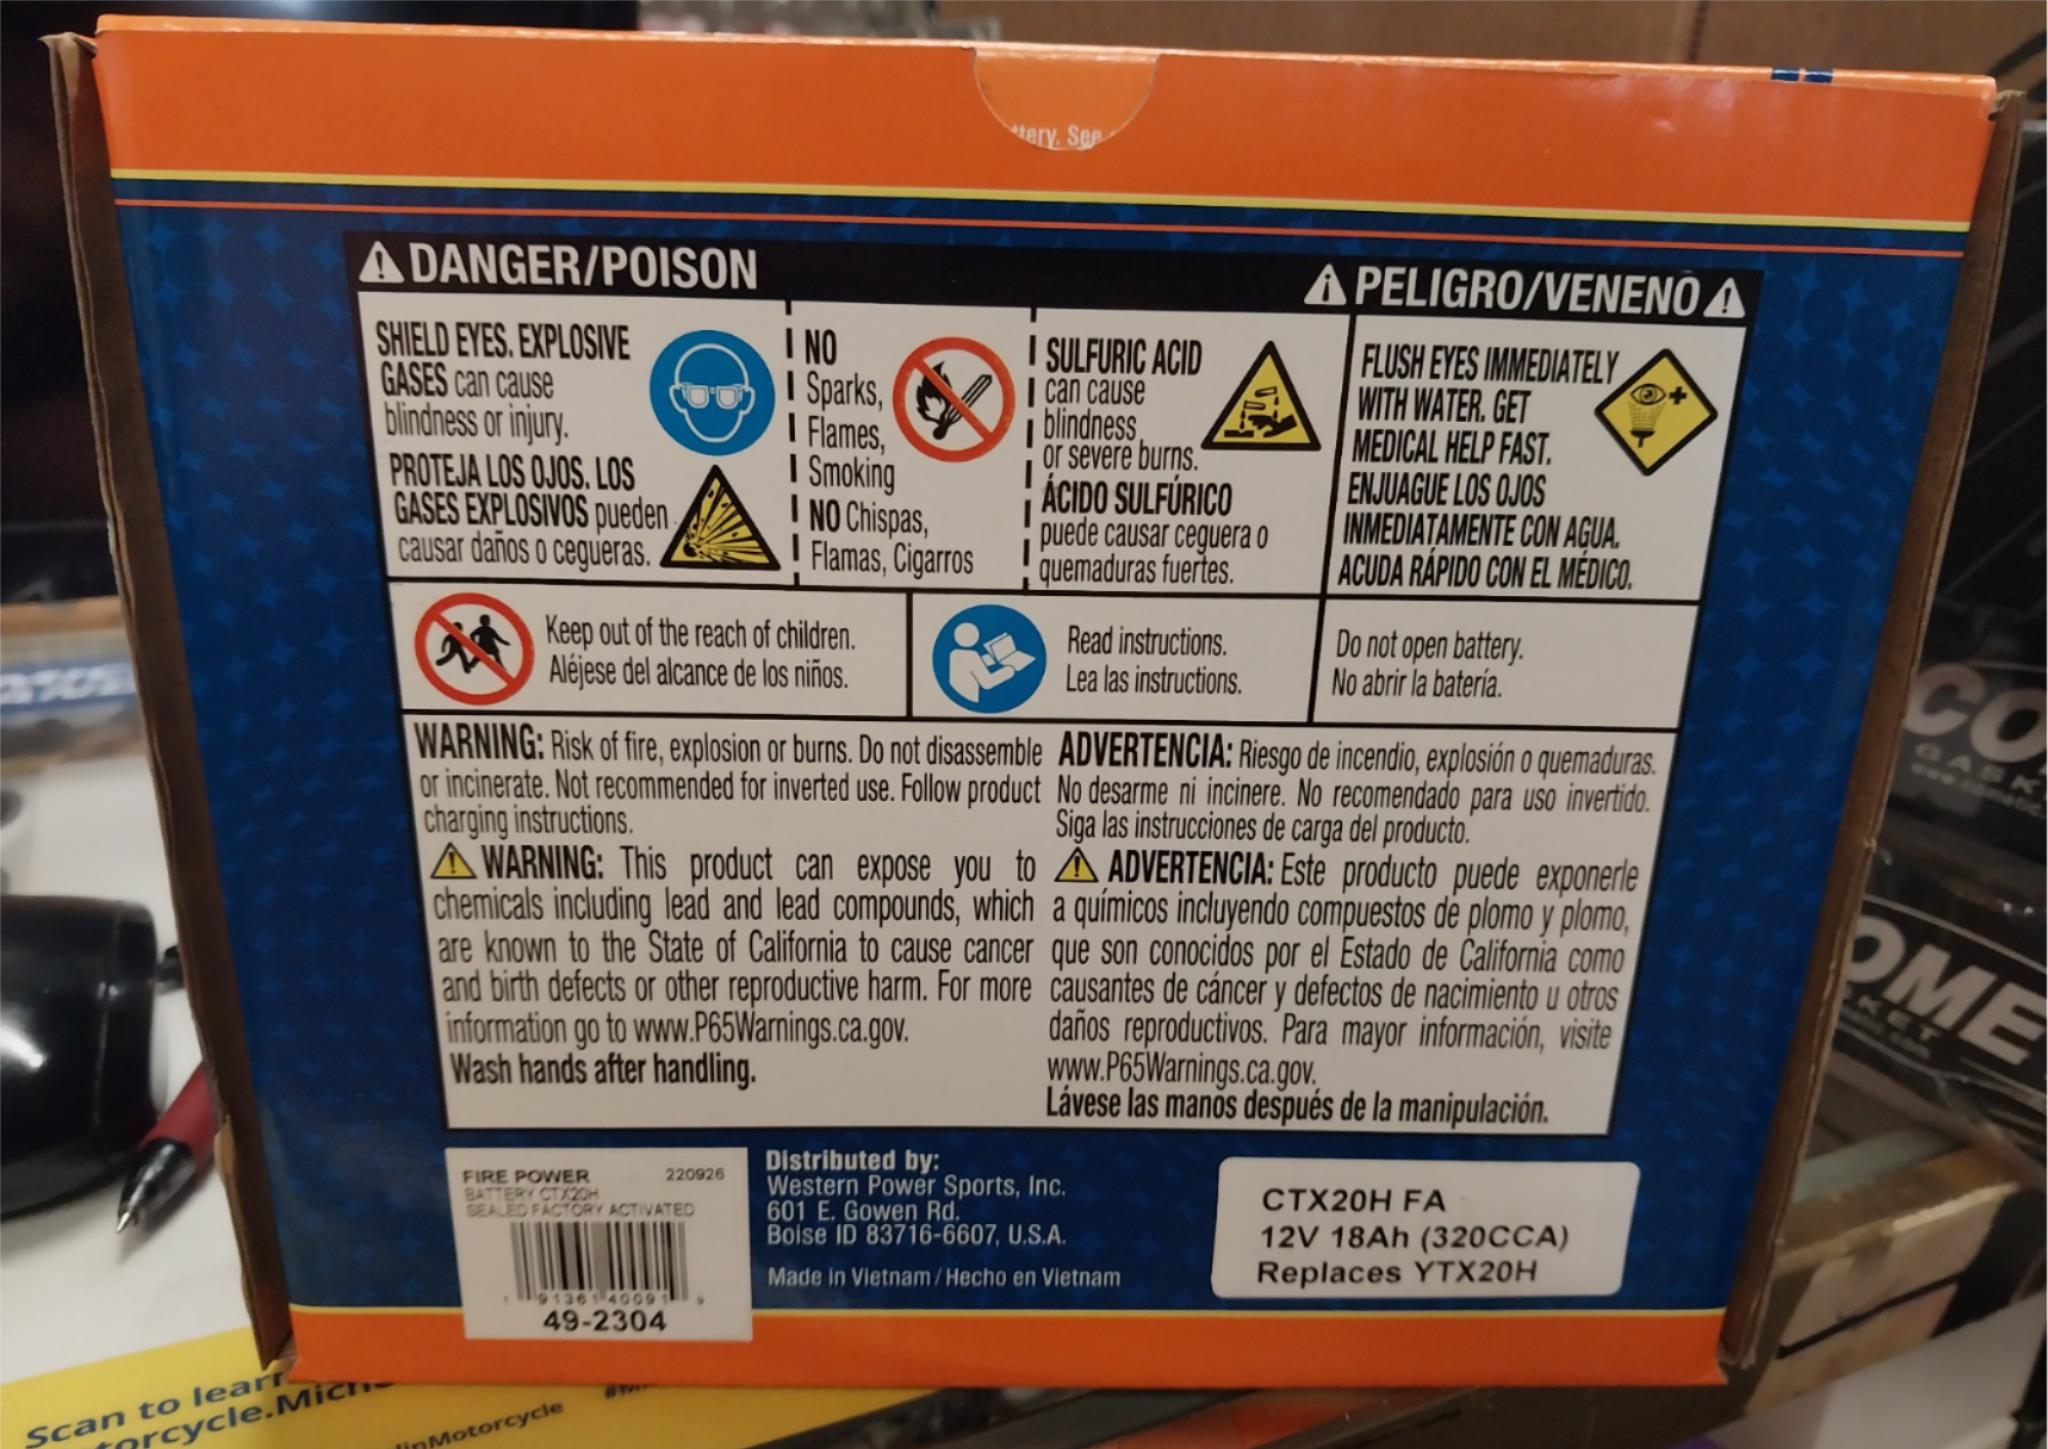 ttery. See
DANGER/POISON
PELIGRO/VENENO
SHIELD EYES. EXPLOSIVE
GASES can cause
blindness or injury.
PROTEJA LOS OJOS. LOS
GASES EXPLOSIVOS pueden
causar daños o cegueras.
NO
Sparks,
Flames,
Smoking
NO Chispas,
Flamas, Cigarros
SULFURIC ACID
can cause
blindness
or severe burns.
ÁCIDO SULFÚRICO
puede causar ceguera o
quemaduras fuertes.
FLUSH EYES IMMEDIATELY
WITH WATER. GET
MEDICAL HELP FAST.
ENJUAGUE LOS OJOS
INMEDIATAMENTE CON AGUA.
ACUDA RÁPIDO CON EL MÉDICO.
Keep out of the reach of children.
Aléjese del alcance de los niños.
Read instructions.
Lea las instructions.
Do not open battery.
No abrir la batería.
WARNING: Risk of fire, explosion or burns. Do not disassemble
or incinerate. Not recommended for inverted use. Follow product
charging instructions.
WARNING: This product can expose you to
chemicals including lead and lead compounds, which
are known to the State of California to cause cancer
and birth defects or other reproductive harm. For more
information go to www.P65Warnings.ca.gov.
Wash hands after handling.
ADVERTENCIA: Riesgo de incendio, explosión o quemaduras.
No desarme ni incinere. No recomendado para uso invertido.
Siga las instrucciones de carga del producto.
ADVERTENCIA: Este producto puede exponerle
a químicos incluyendo compuestos de plomo y plomo,
que son conocidos por el Estado de California como
causantes de cáncer y defectos de nacimiento u otros
daños reproductivos. Para mayor información, visite
www.P65Warnings.ca.gov.
Lávese las manos después de la manipulación.
FIRE POWER 220926
BATTERY CTX20H
SEALED FACTORY ACTIVATED
1 91361 40091 9
49-2304
Distributed by:
Western Power Sports, Inc.
601 E. Gowen Rd.
Boise ID 83716-6607, U.S.A.
Made in Vietnam / Hecho en Vietnam
CTX20H FA
12V 18Ah (320CCA)
Replaces YTX20H
CO
GASK
OME
KET
Scan to learn
torcycle.Mich
inMotorcycle